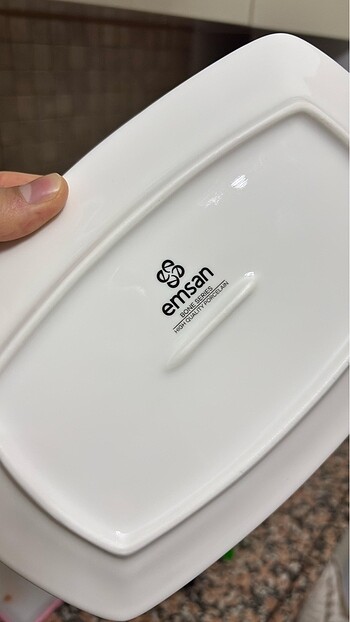 emsan
BONE SERIES
HIGH QUALITY PORCELAIN